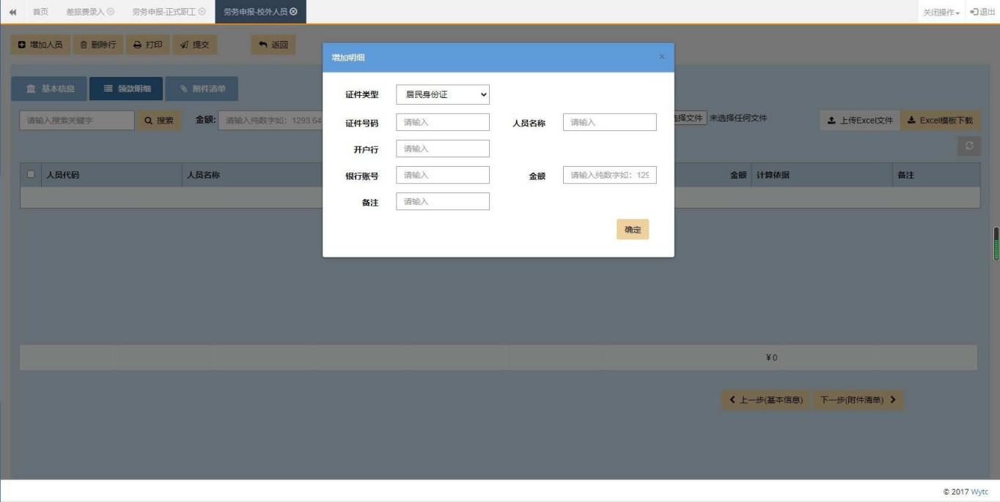 首页 差旅费录入 劳务申报-正式职工 劳务申报-校外人员 关闭操作 退出
增加人员 删除行 打印 提交 返回
增加明细 ×
基本信息 领款明细 附件清单
证件类型 居民身份证
请输入搜索关键字 搜索 金额: 请输入纯数字如：1293.64 选择文件 未选择任何文件 上传Excel文件 Excel模板下载
证件号码 请输入 人员名称 请输入
开户行 请输入
人员代码 人员名称 金额 计算依据 备注
银行账号 请输入 金额 请输入纯数字如：129
备注 请输入
确定
¥0
上一步(基本信息) 下一步(附件清单)
© 2017 Wytc